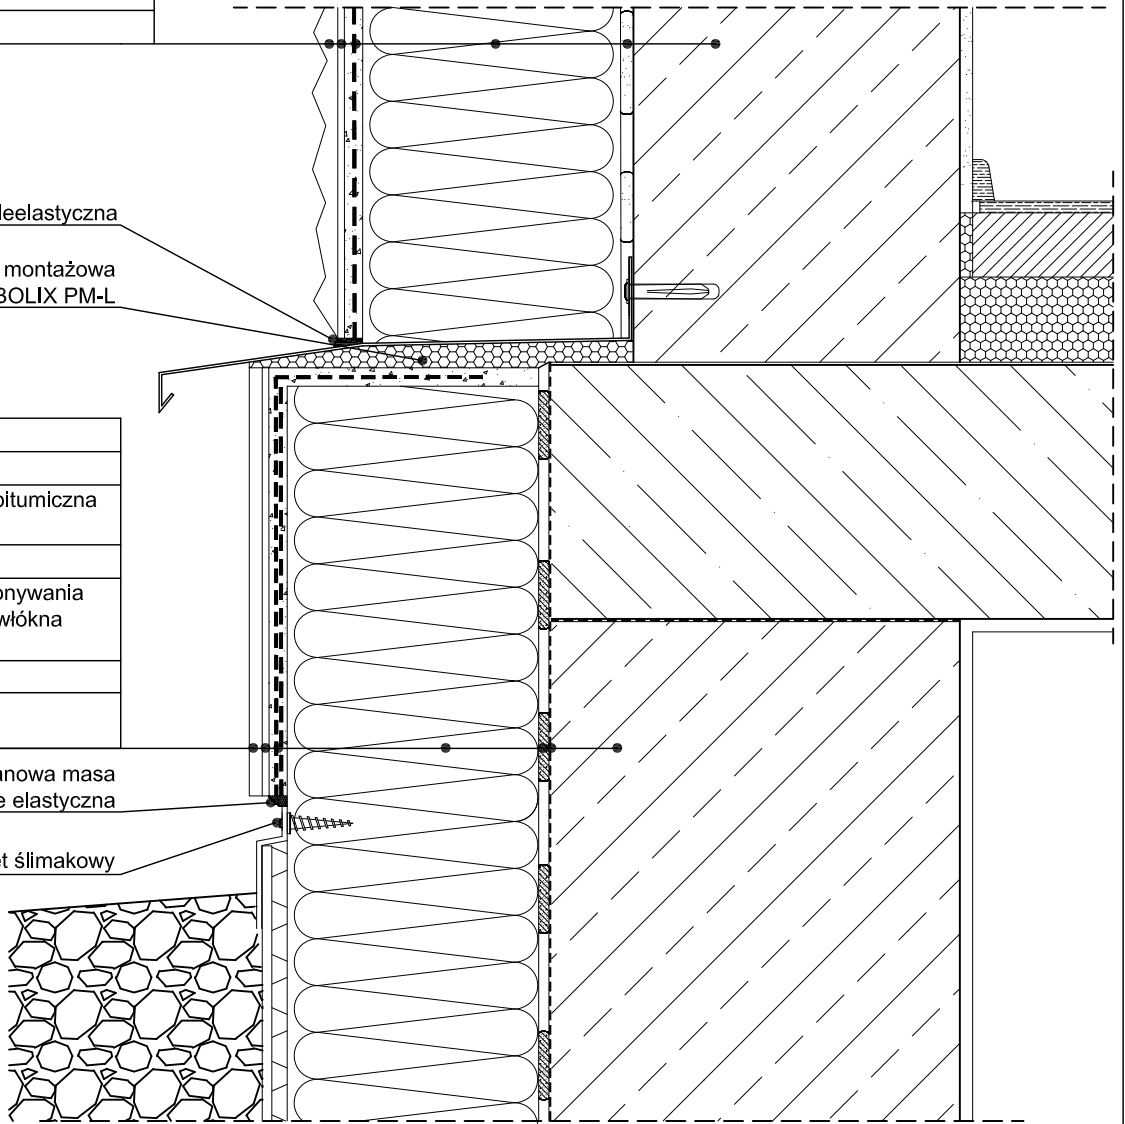 leelastyczna
montażowa
BOLIX PM-L
bitumiczna
onywania
włókna
anowa masa
e elastyczna
t ślimakowy